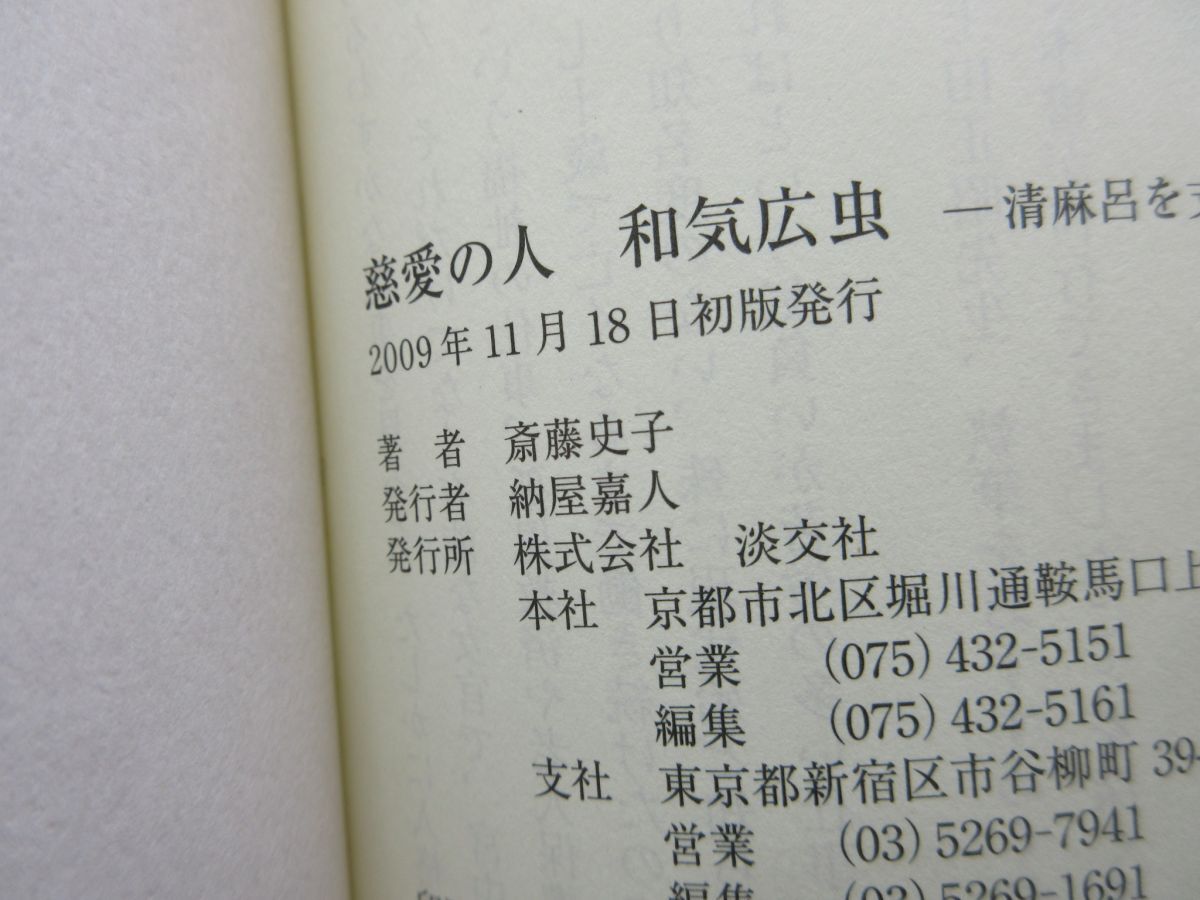 慈愛の人 和気広虫 ―清麻呂を
2009年11月18日初版発行
著 者 斎藤史子
発行者 納屋嘉人
発行所 株式会社 淡交社
本社 京都市北区堀川通鞍馬口上
営業 (075)432-5151
編集 (075)432-5161
支社 東京都新宿区市谷柳町39-
営業 (03)5269-7941
編集 (03)5269-1691